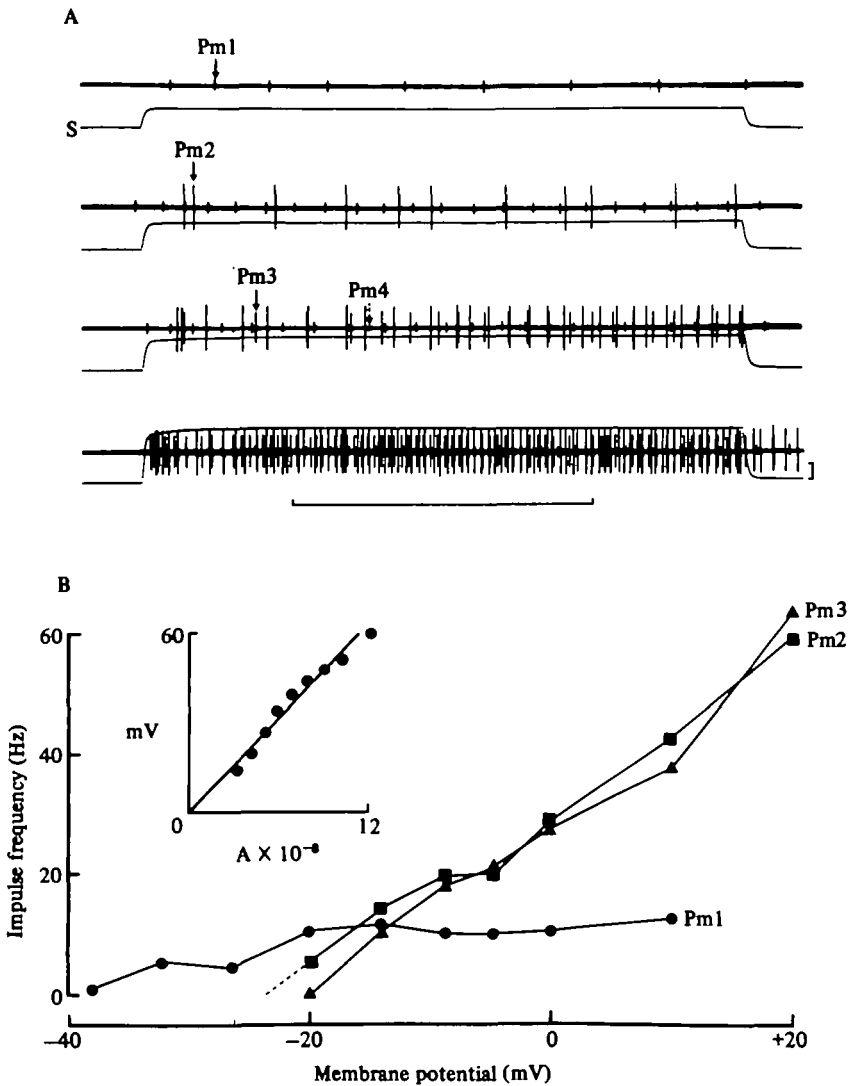 A
Pm1
S
Pm2
Pm3
Pm4
B
Pm3
Pm2
60
60
mV
40
0
12
A × 10⁻⁸
20
Pm1
0
−40
−20
0
+20
Impulse frequency (Hz)
Membrane potential (mV)